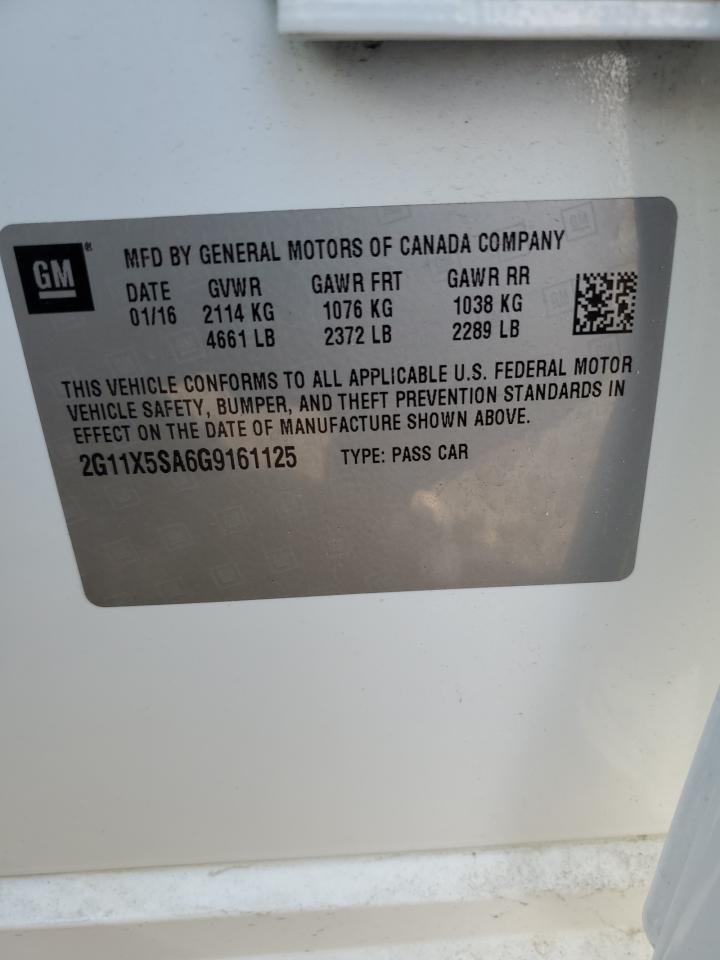 GM ® MFD BY GENERAL MOTORS OF CANADA COMPANY
DATE GVWR GAWR FRT GAWR RR
01/16 2114 KG 1076 KG 1038 KG
4661 LB 2372 LB 2289 LB
THIS VEHICLE CONFORMS TO ALL APPLICABLE U.S. FEDERAL MOTOR
VEHICLE SAFETY, BUMPER, AND THEFT PREVENTION STANDARDS IN
EFFECT ON THE DATE OF MANUFACTURE SHOWN ABOVE.
2G11X5SA6G9161125 TYPE: PASS CAR